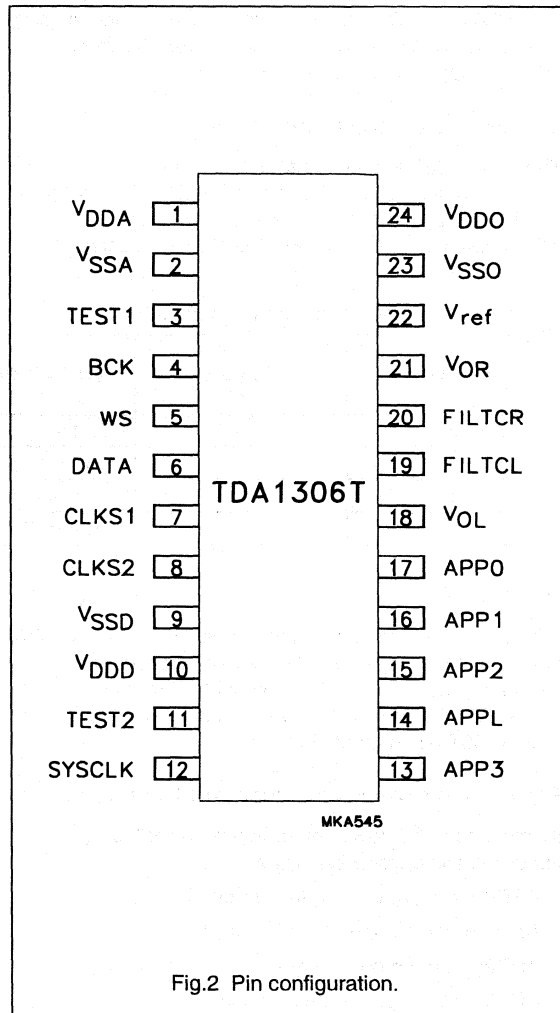 VDDA 1 24 VDDO
VSSA 2 23 VSSO
TEST1 3 22 Vref
BCK 4 21 VOR
WS 5 20 FILTCR
DATA 6 19 FILTCL
TDA1306T
CLKS1 7 18 VOL
CLKS2 8 17 APP0
VSSD 9 16 APP1
VDDD 10 15 APP2
TEST2 11 14 APPL
SYSCLK 12 13 APP3
MKA545
Fig.2 Pin configuration.